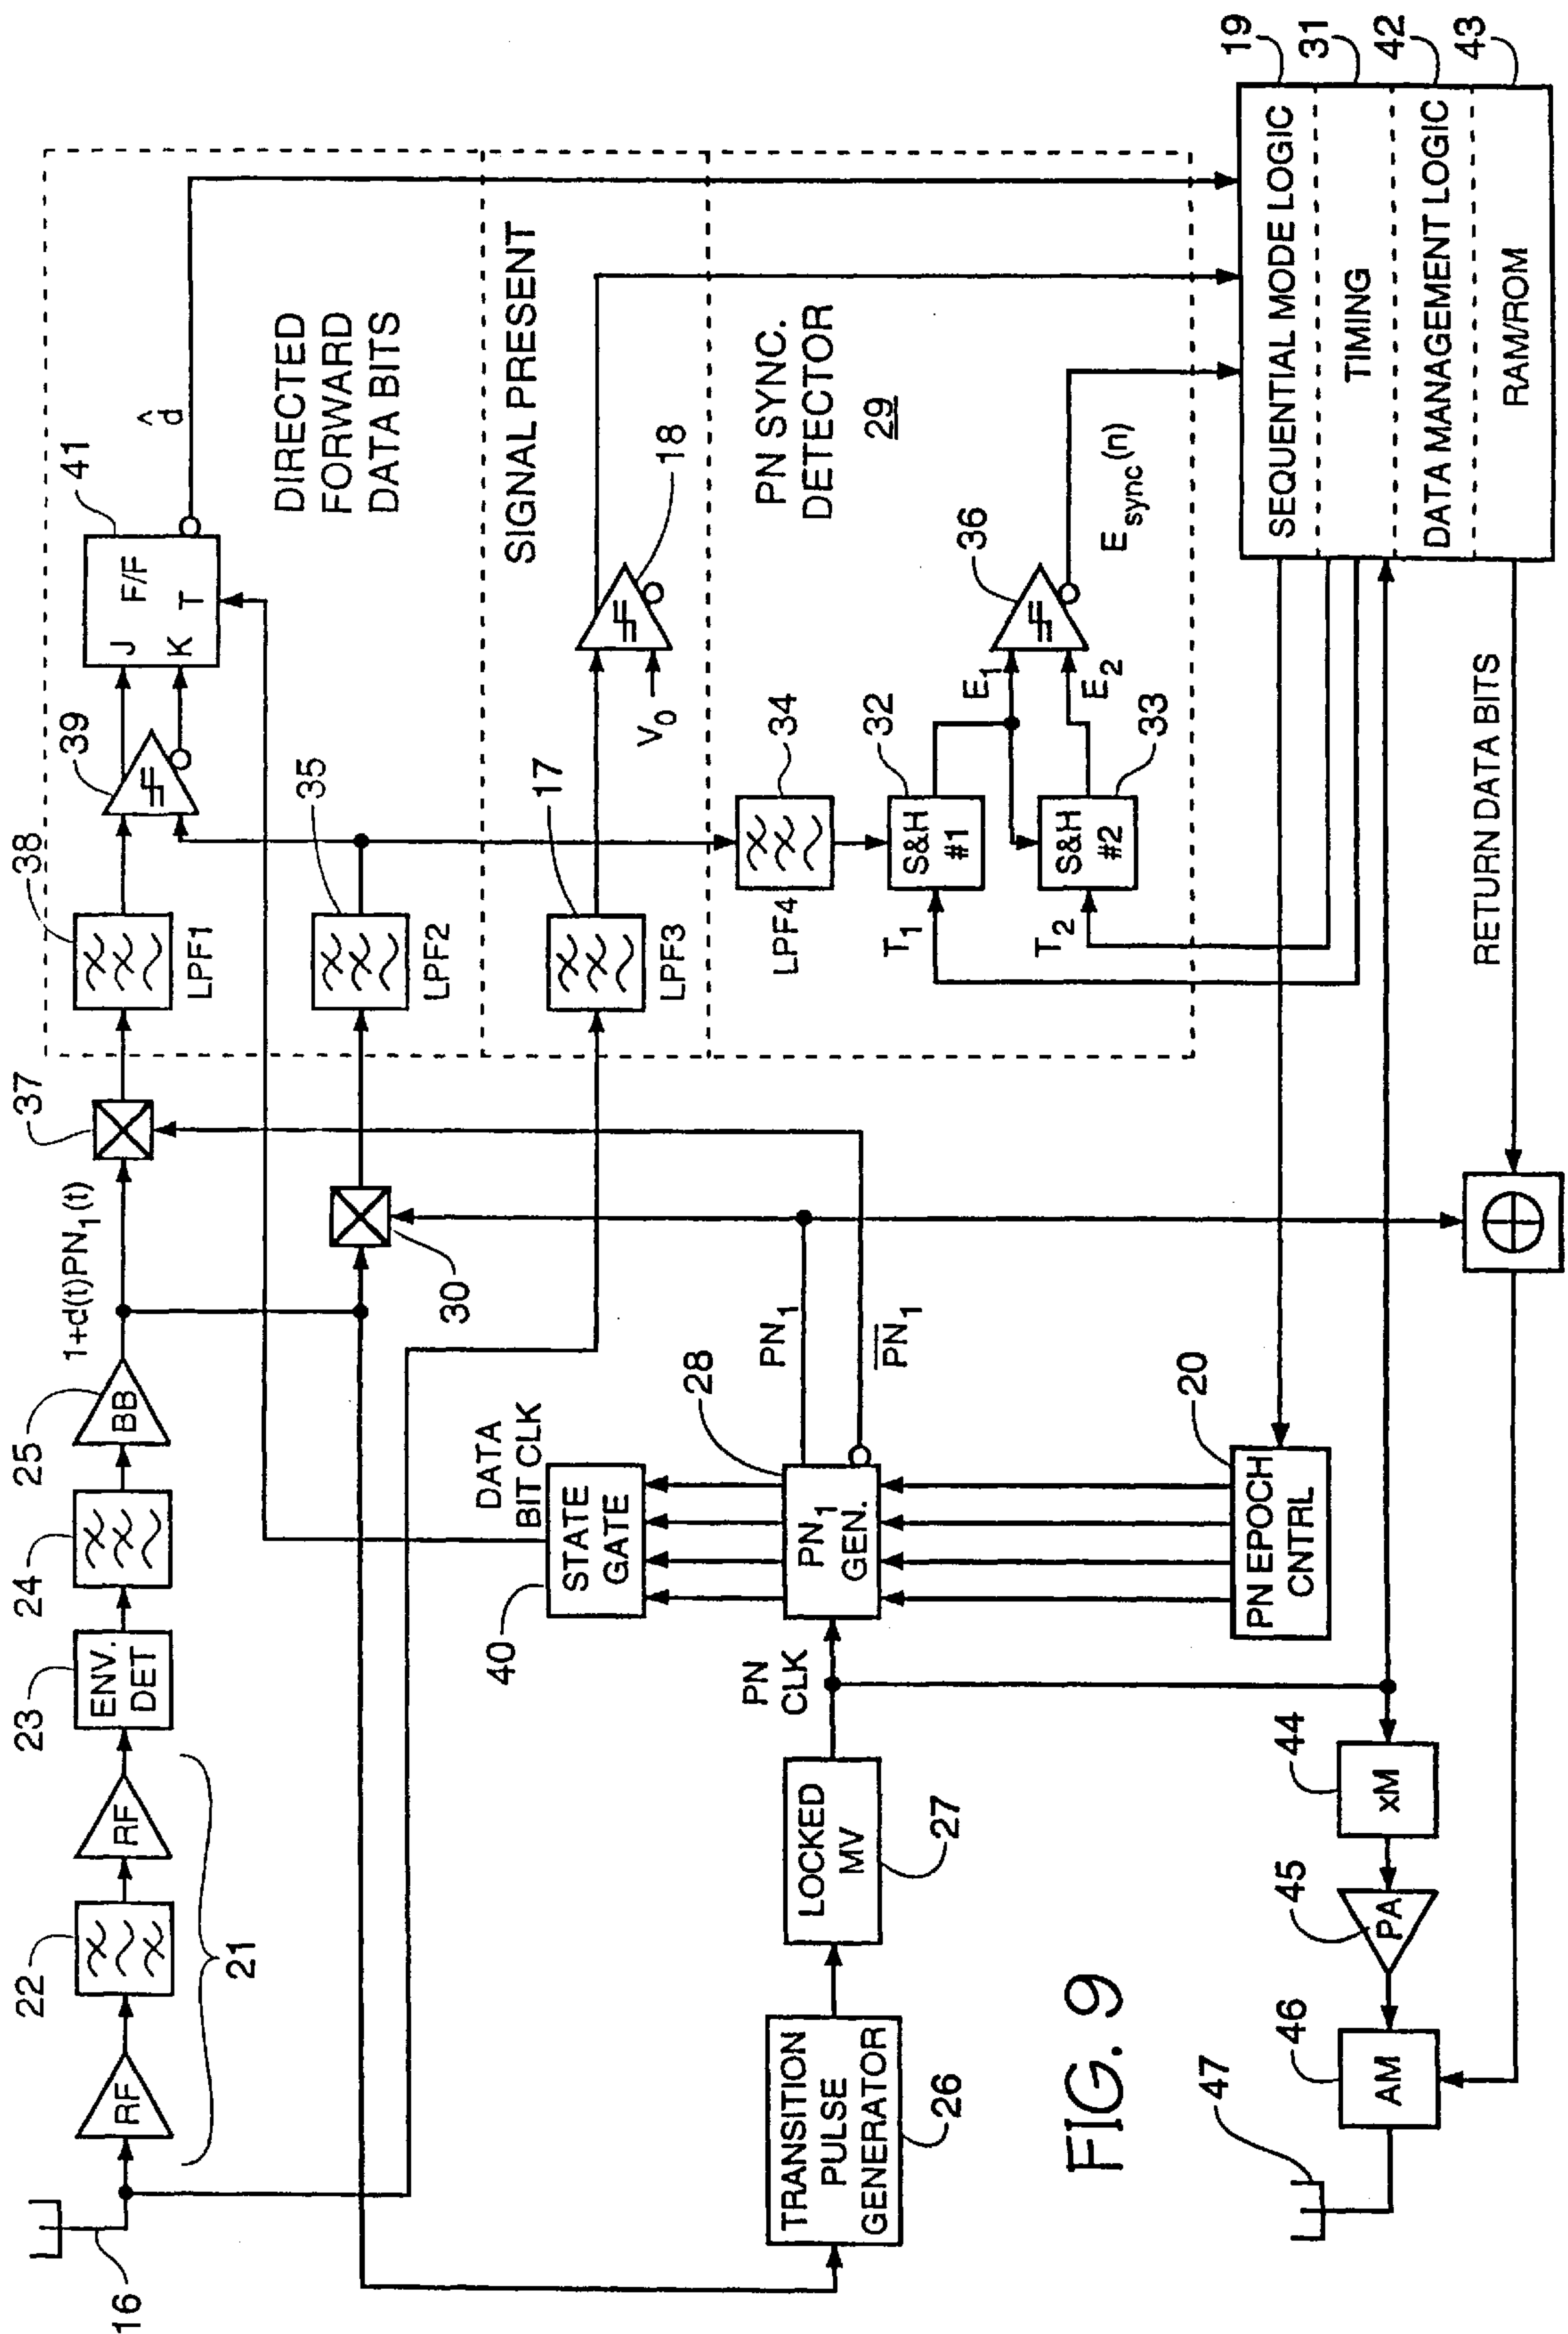 16
RF
22
RF
21
23
ENV.
DET
24
25
BB
1+d(t)PN₁(t)
37
38
LPF1
39
J
K
F/F
T
41
d̂
DIRECTED
FORWARD
DATA BITS
30
35
LPF2
SIGNAL PRESENT
17
LPF3
V₀
18
PN SYNC.
DETECTOR
29
34
LPF4
32
S&H
#1
T₁
33
S&H
#2
T₂
E₁
E₂
36
E sync(n)
DATA
BIT CLK
40
STATE
GATE
28
PN₁
GEN.
PN₁
P̅N̅₁
PN
CLK
TRANSITION
PULSE
GENERATOR
26
LOCKED
MV
27
20
PN EPOCH
CNTRL
19
SEQUENTIAL MODE LOGIC
31
TIMING
42
DATA MANAGEMENT LOGIC
43
RAM/ROM
RETURN DATA BITS
44
xM
45
PA
46
AM
47
FIG. 9